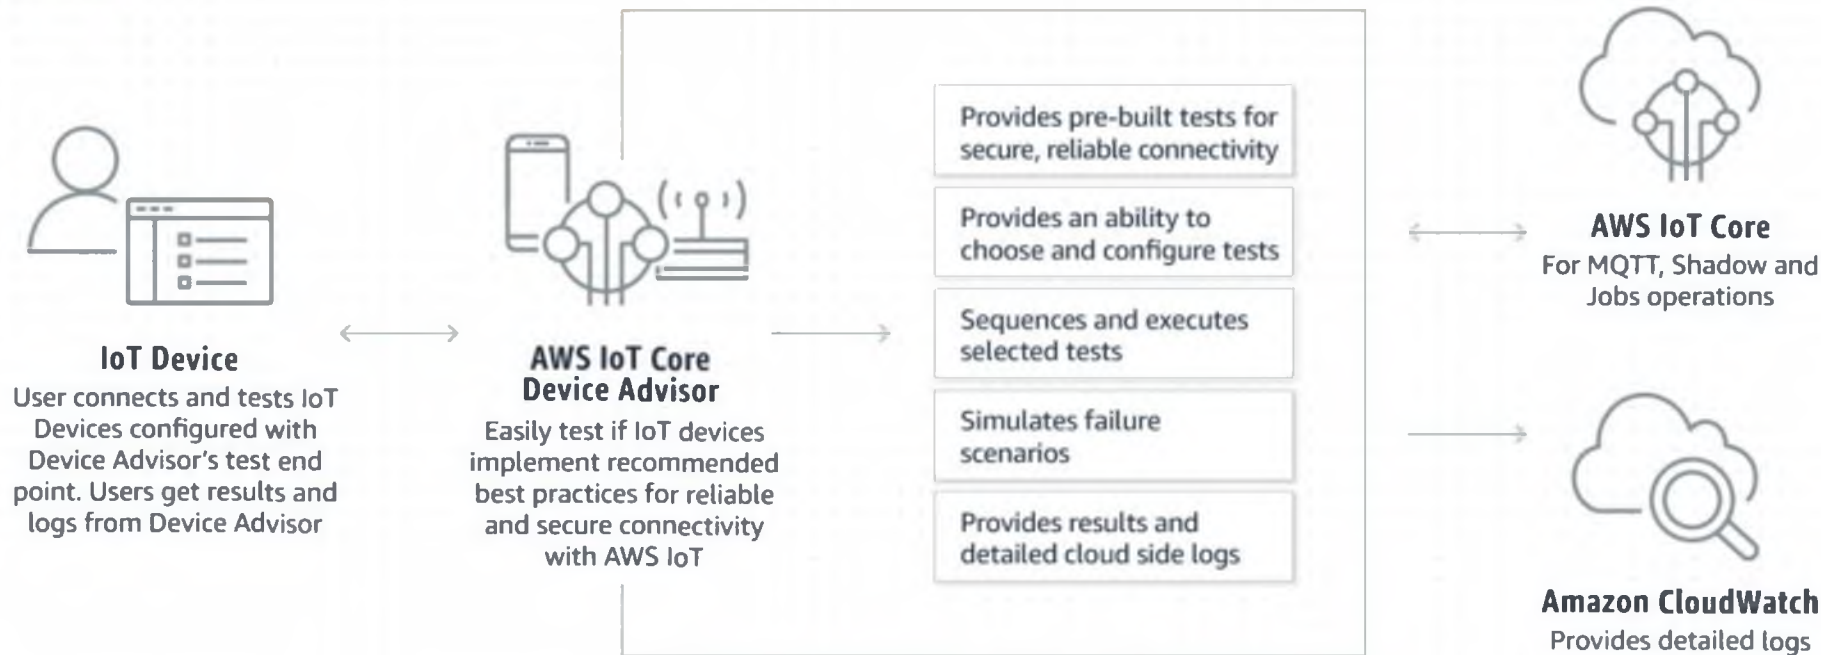 IoT Device
User connects and tests IoT
Devices configured with
Device Advisor's test end
point. Users get results and
logs from Device Advisor
AWS IoT Core
Device Advisor
Easily test if IoT devices
implement recommended
best practices for reliable
and secure connectivity
with AWS IoT
Provides pre-built tests for
secure, reliable connectivity
Provides an ability to
choose and configure tests
Sequences and executes
selected tests
Simulates failure
scenarios
Provides results and
detailed cloud side logs
AWS IoT Core
For MQTT, Shadow and
Jobs operations
Amazon CloudWatch
Provides detailed logs